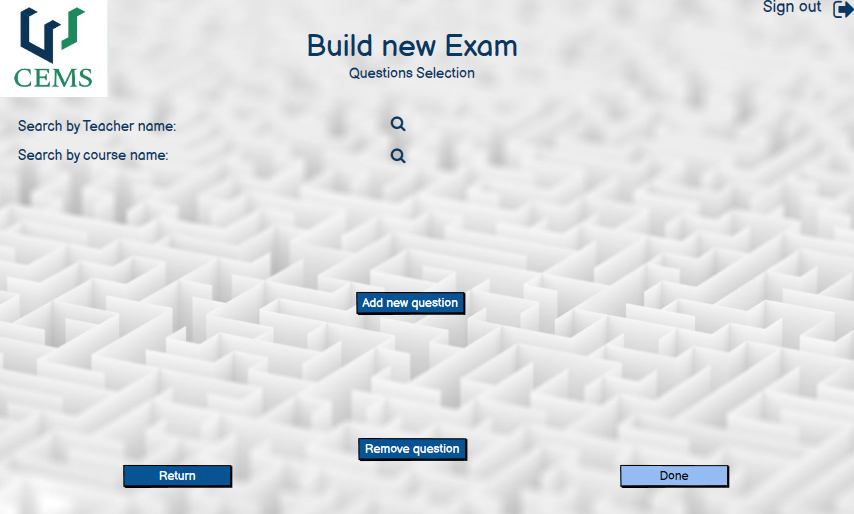 CEMS
Sign out
Build new Exam
Questions Selection
Search by Teacher name:
Search by course name:
Add new question
Remove question
Return
Done